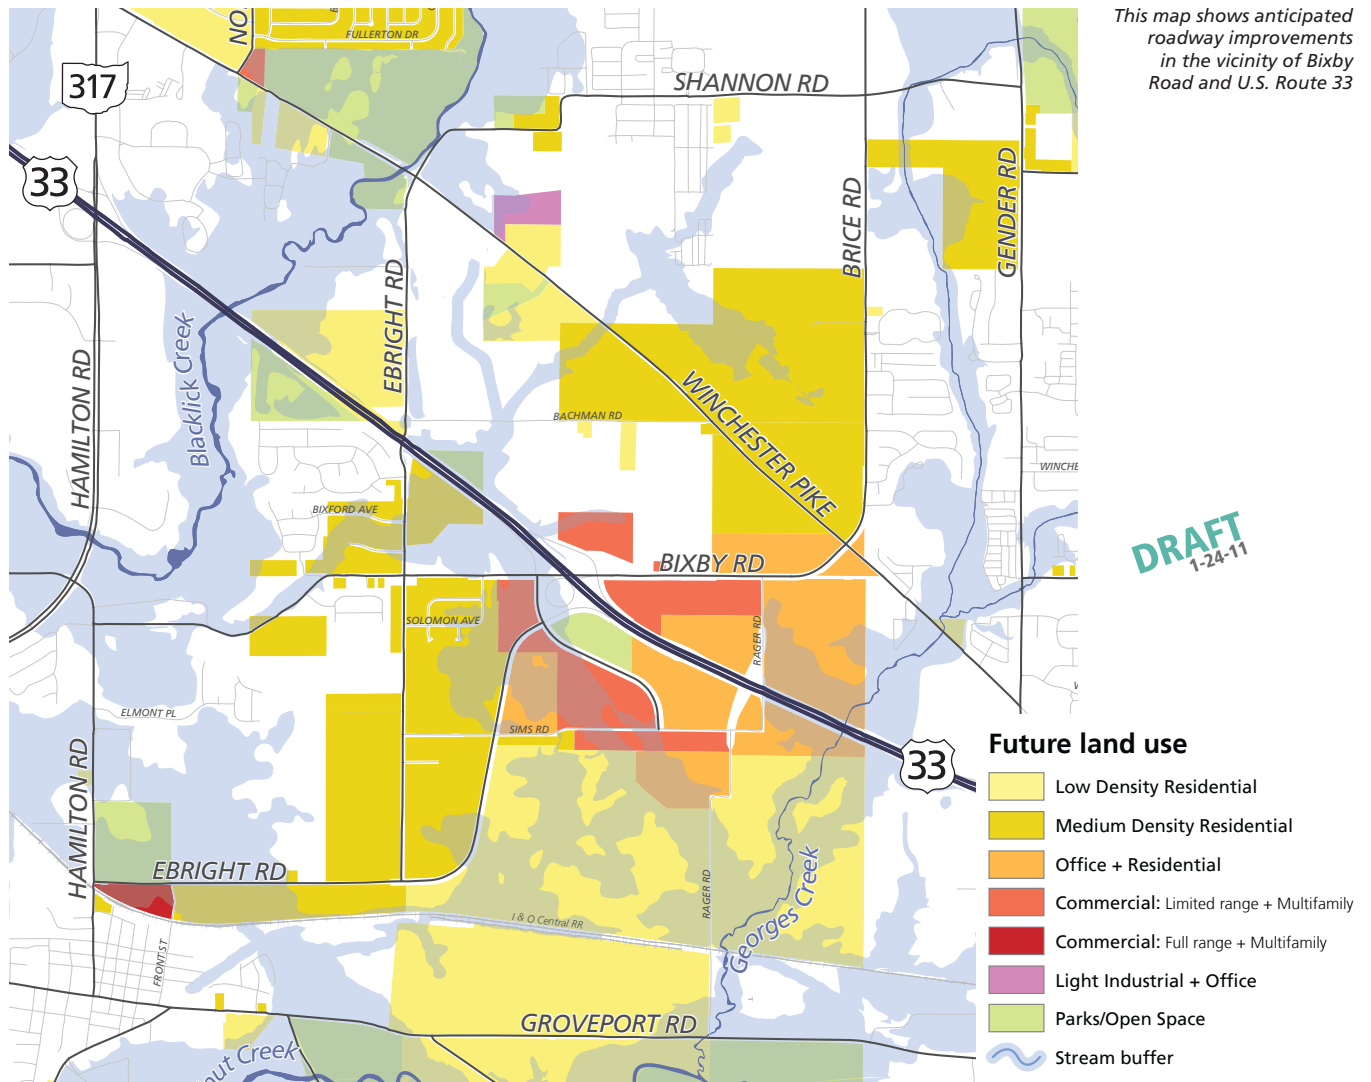 This map shows anticipated
roadway improvements
in the vicinity of Bixby
Road and U.S. Route 33
NO
FULLERTON DR
317
SHANNON RD
33
BRICE RD
GENDER RD
EBRIGHT RD
HAMILTON RD
Blacklick Creek
WINCHESTER PIKE
BACHMAN RD
WINCHE
BIXFORD AVE
DRAFT
1-24-11
BIXBY RD
SOLOMON AVE
RAGER RD
ELMONT PL
SIMS RD
HAMILTON RD
33
EBRIGHT RD
RAGER RD
Georges Creek
I & O Central RR
FRONT ST
GROVEPORT RD
nut Creek
Future land use
Low Density Residential
Medium Density Residential
Office + Residential
Commercial: Limited range + Multifamily
Commercial: Full range + Multifamily
Light Industrial + Office
Parks/Open Space
Stream buffer